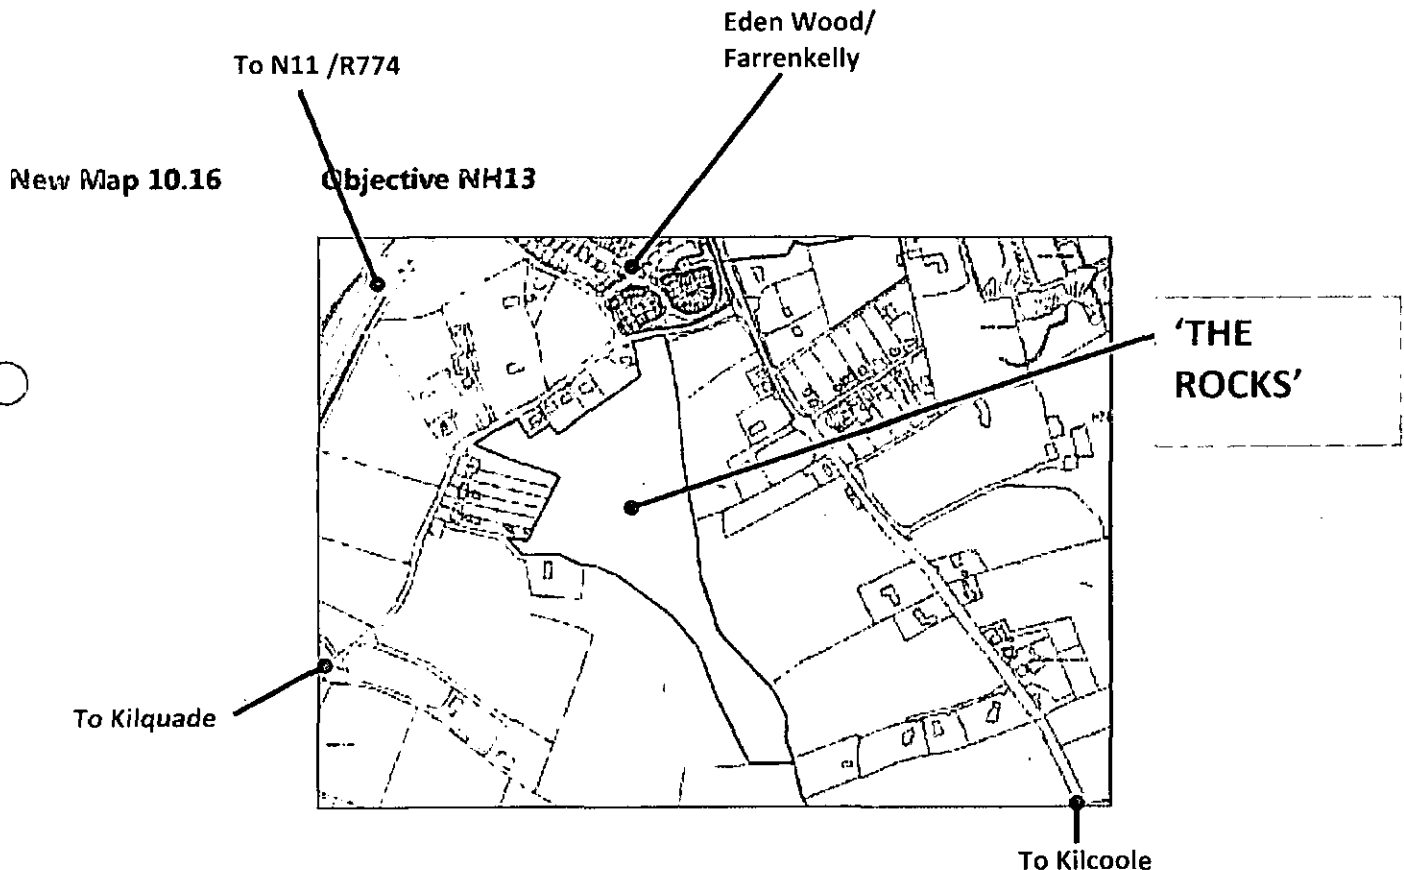 Eden Wood/
Farrenkelly
To N11 /R774
New Map 10.16 Objective NH13
'THE
ROCKS'
To Kilquade
To Kilcoole